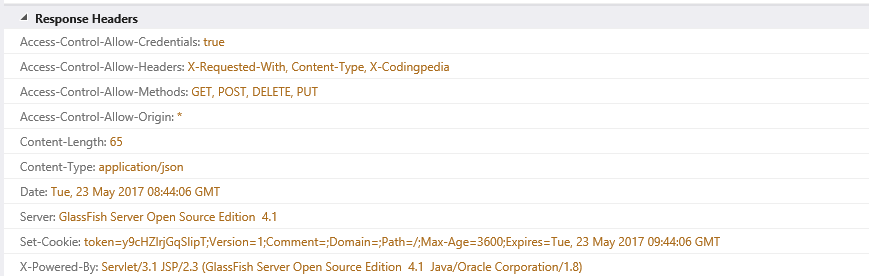 Response Headers
Access-Control-Allow-Credentials: true
Access-Control-Allow-Headers: X-Requested-With, Content-Type, X-Codingpedia
Access-Control-Allow-Methods: GET, POST, DELETE, PUT
Access-Control-Allow-Origin: *
Content-Length: 65
Content-Type: application/json
Date: Tue, 23 May 2017 08:44:06 GMT
Server: GlassFish Server Open Source Edition 4.1
Set-Cookie: token=y9cHZIrjGqSlipT;Version=1;Comment=;Domain=;Path=/;Max-Age=3600;Expires=Tue, 23 May 2017 09:44:06 GMT
X-Powered-By: Servlet/3.1 JSP/2.3 (GlassFish Server Open Source Edition 4.1 Java/Oracle Corporation/1.8)